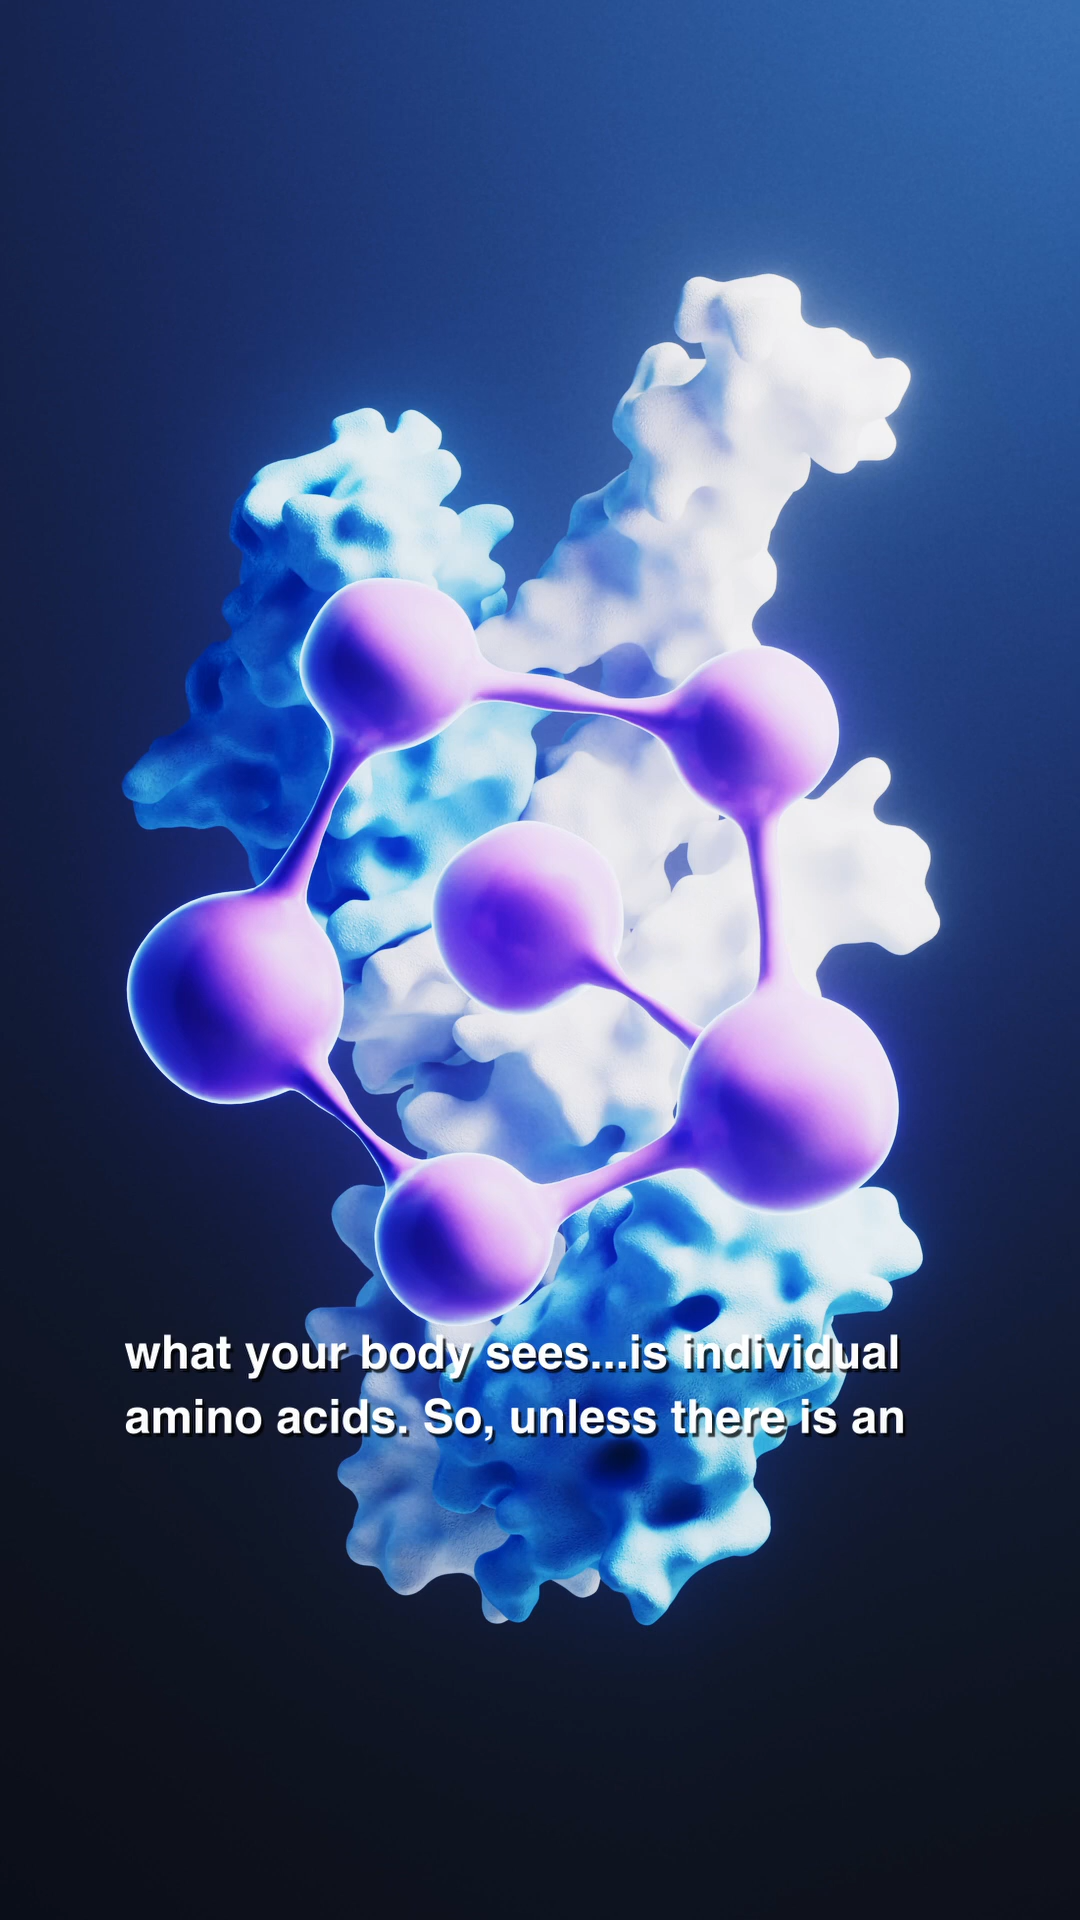 what your body sees...is individual
amino acids. So, unless there is an